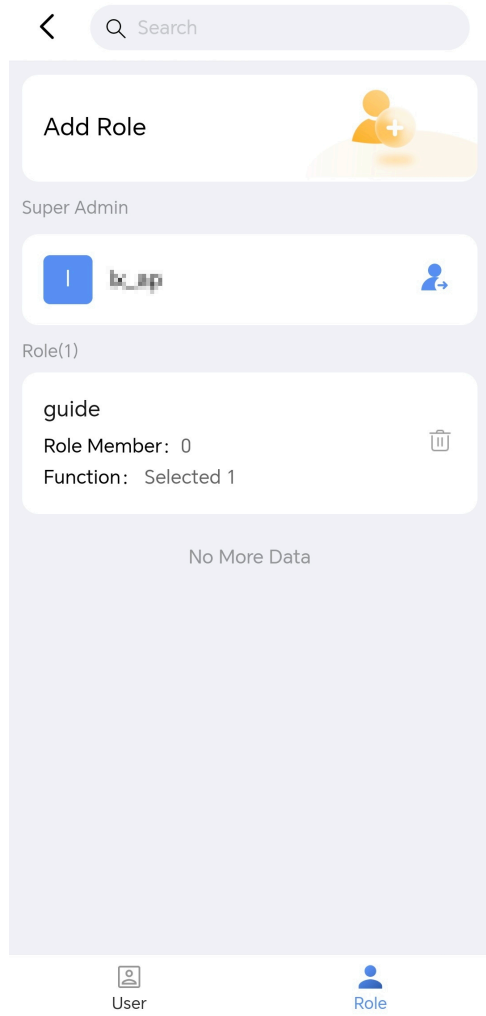 Search
Add Role
Super Admin
I
Role(1)
guide
Role Member: 0
Function: Selected 1
No More Data
User
Role